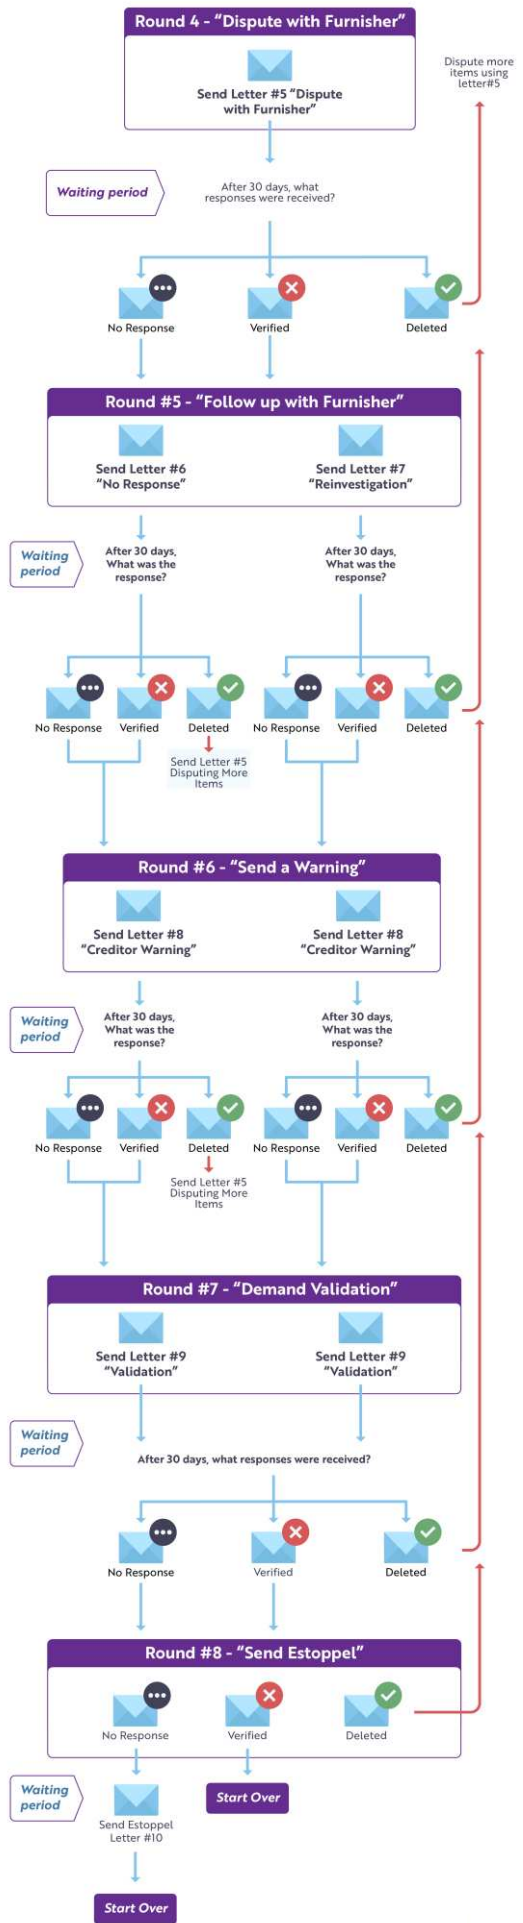 Round 4 - “Dispute with Furnisher”
Send Letter #5 “Dispute
with Furnisher”
Dispute more
items using
letter#5
Waiting period
After 30 days, what
responses were received?
No Response
Verified
Deleted
Round #5 - “Follow up with Furnisher”
Send Letter #6
“No Response”
Send Letter #7
“Reinvestigation”
Waiting
period
After 30 days,
What was the
response?
After 30 days,
What was the
response?
No Response
Verified
Deleted
No Response
Verified
Deleted
Send Letter #5
Disputing More
Items
Round #6 - “Send a Warning”
Send Letter #8
“Creditor Warning”
Send Letter #8
“Creditor Warning”
Waiting
period
After 30 days,
What was the
response?
After 30 days,
What was the
response?
No Response
Verified
Deleted
No Response
Verified
Deleted
Send Letter #5
Disputing More
Items
Round #7 - “Demand Validation”
Send Letter #9
“Validation”
Send Letter #9
“Validation”
Waiting
period
After 30 days, what responses were received?
No Response
Verified
Deleted
Round #8 - “Send Estoppel”
No Response
Verified
Deleted
Waiting
period
Start Over
Send Estoppel
Letter #10
Start Over